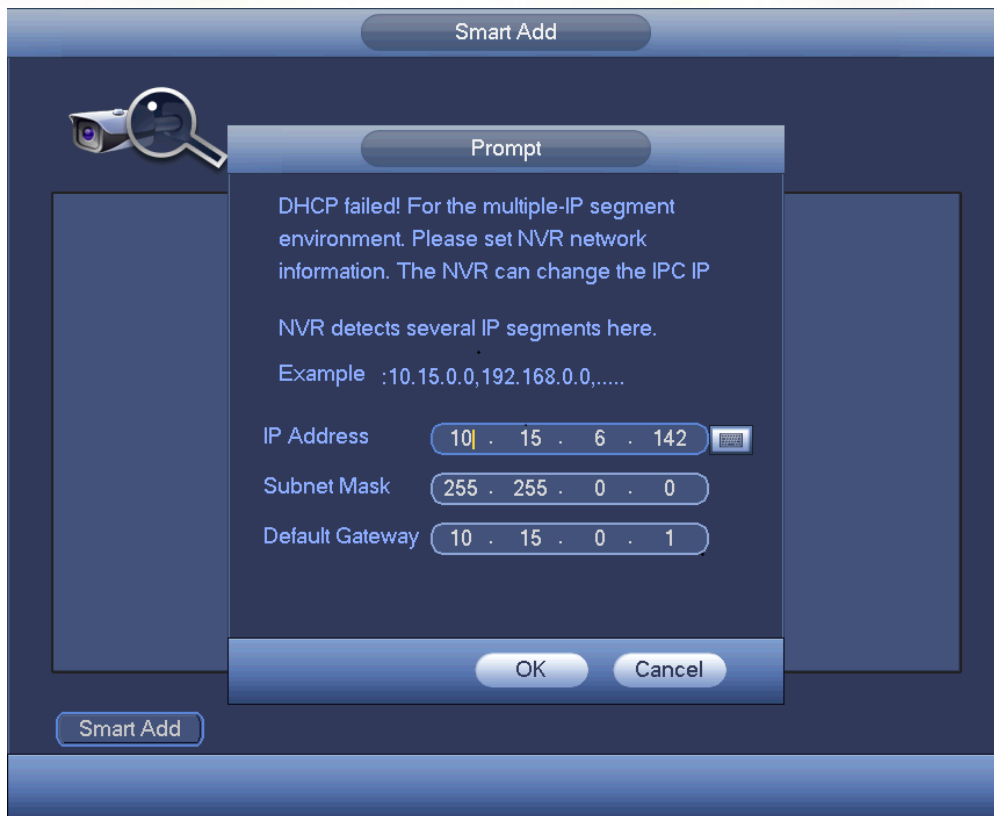 Smart Add
Prompt
DHCP failed! For the multiple-IP segment
environment. Please set NVR network
information. The NVR can change the IPC IP
NVR detects several IP segments here.
Example :10.15.0.0,192.168.0.0,.....
IP Address 10 . 15 . 6 . 142
Subnet Mask 255 . 255 . 0 . 0
Default Gateway 10 . 15 . 0 . 1
OK Cancel
Smart Add